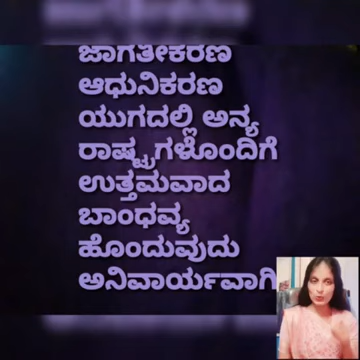 ಜಾಗತೀಕರಣ
ಆಧುನಿಕರಣ
ಯುಗದಲ್ಲಿ ಅನ್ಯ
ರಾಷ್ಟ್ರಗಳೊಂದಿಗೆ
ಉತ್ತಮವಾದ
ಬಾಂಧವ್ಯ
ಹೊಂದುವುದು
ಅನಿವಾರ್ಯವಾಗಿ